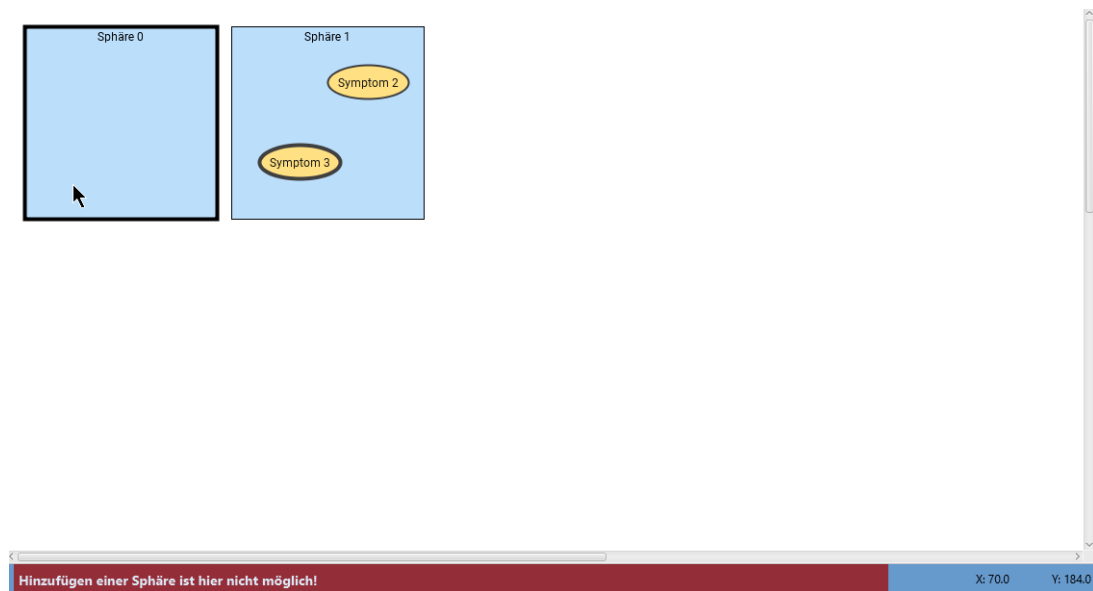 Sphäre 0
Sphäre 1
Symptom 2
Symptom 3
Hinzufügen einer Sphäre ist hier nicht möglich!
X: 70.0
Y: 184.0